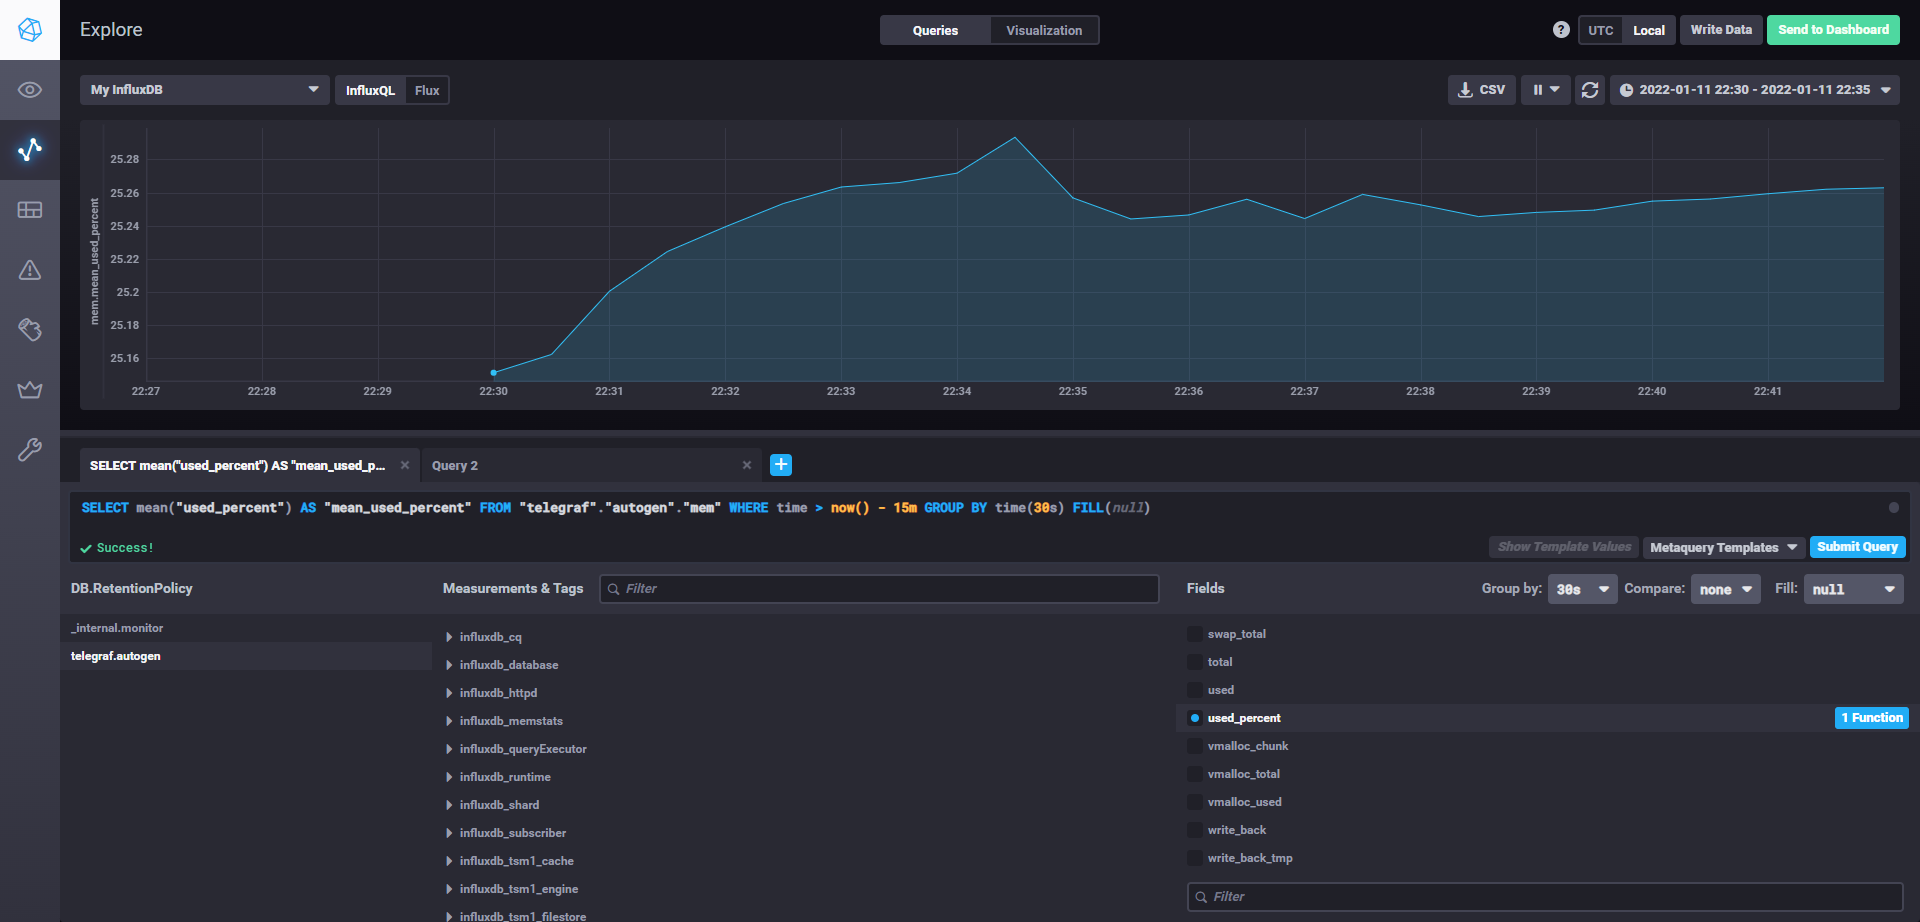 Explore
Queries
Visualization
?
UTC
Local
Write Data
Send to Dashboard
My InfluxDB
InfluxQL
Flux
CSV
2022-01-11 22:30 - 2022-01-11 22:35
mem.mean_used_percent
25.28
25.26
25.24
25.22
25.2
25.18
25.16
22:27
22:28
22:29
22:30
22:31
22:32
22:33
22:34
22:35
22:36
22:37
22:38
22:39
22:40
22:41
SELECT mean("used_percent") AS "mean_used_p...
Query 2
SELECT mean("used_percent") AS "mean_used_percent" FROM "telegraf"."autogen"."mem" WHERE time > now() - 15m GROUP BY time(30s) FILL(null)
Success!
Show Template Values
Metaquery Templates
Submit Query
DB.RetentionPolicy
_internal.monitor
telegraf.autogen
Measurements & Tags
Filter
influxdb_cq
influxdb_database
influxdb_httpd
influxdb_memstats
influxdb_queryExecutor
influxdb_runtime
influxdb_shard
influxdb_subscriber
influxdb_tsm1_cache
influxdb_tsm1_engine
influxdb_tsm1_filestore
Fields
Group by:
30s
Compare:
none
Fill:
null
swap_total
total
used
used_percent
1 Function
vmalloc_chunk
vmalloc_total
vmalloc_used
write_back
write_back_tmp
Filter